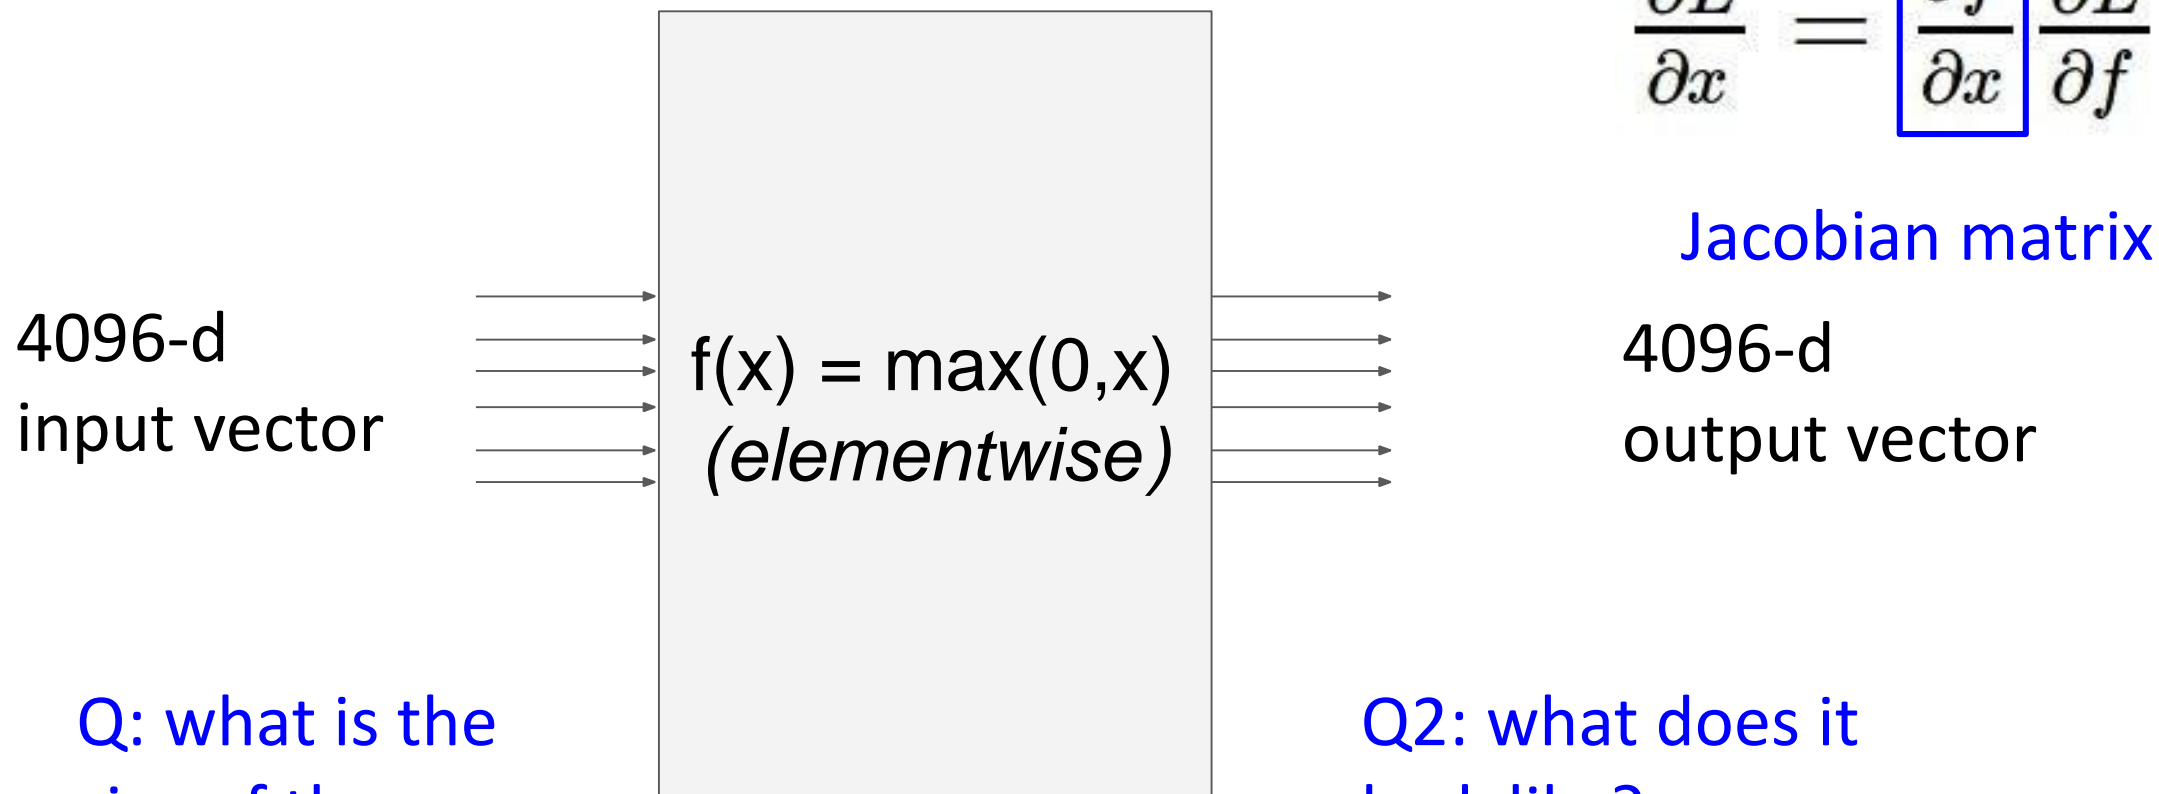 ∂L/∂x = ∂f/∂x ∂L/∂f
Jacobian matrix
4096-d
input vector
f(x) = max(0,x)
(elementwise)
4096-d
output vector
Q: what is the
Q2: what does it